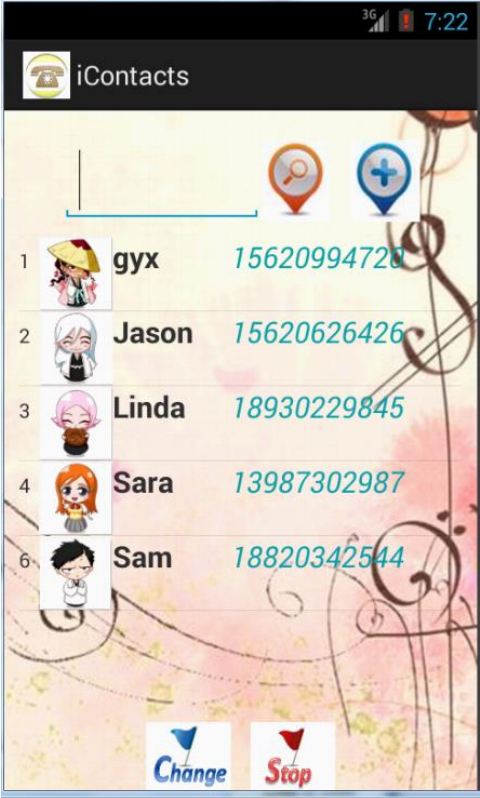 3G 7:22
iContacts
1 gyx 15620994720
2 Jason 15620626426
3 Linda 18930229845
4 Sara 13987302987
6 Sam 18820342544
Change Stop